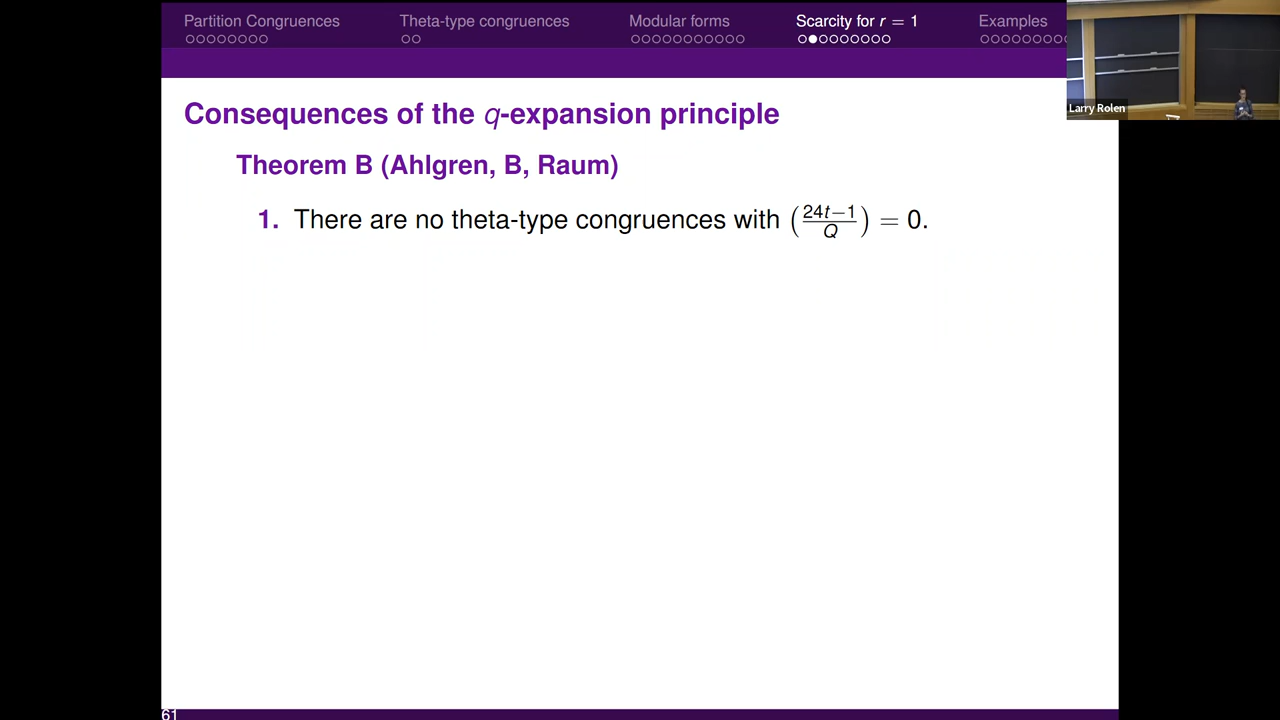 Partition Congruences Theta-type congruences Modular forms Scarcity for r = 1 Examples
Larry Rolen
Consequences of the q-expansion principle
Theorem B (Ahlgren, B, Raum)
1. There are no theta-type congruences with (\frac{24t−1}{Q}) = 0.
61